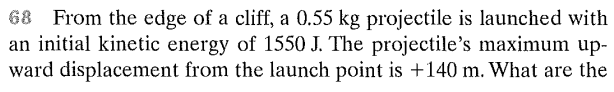 68 From the edge of a cliff, a 0.55 kg projectile is launched with
an initial kinetic energy of 1550 J. The projectile's maximum up-
ward displacement from the launch point is +140 m. What are the